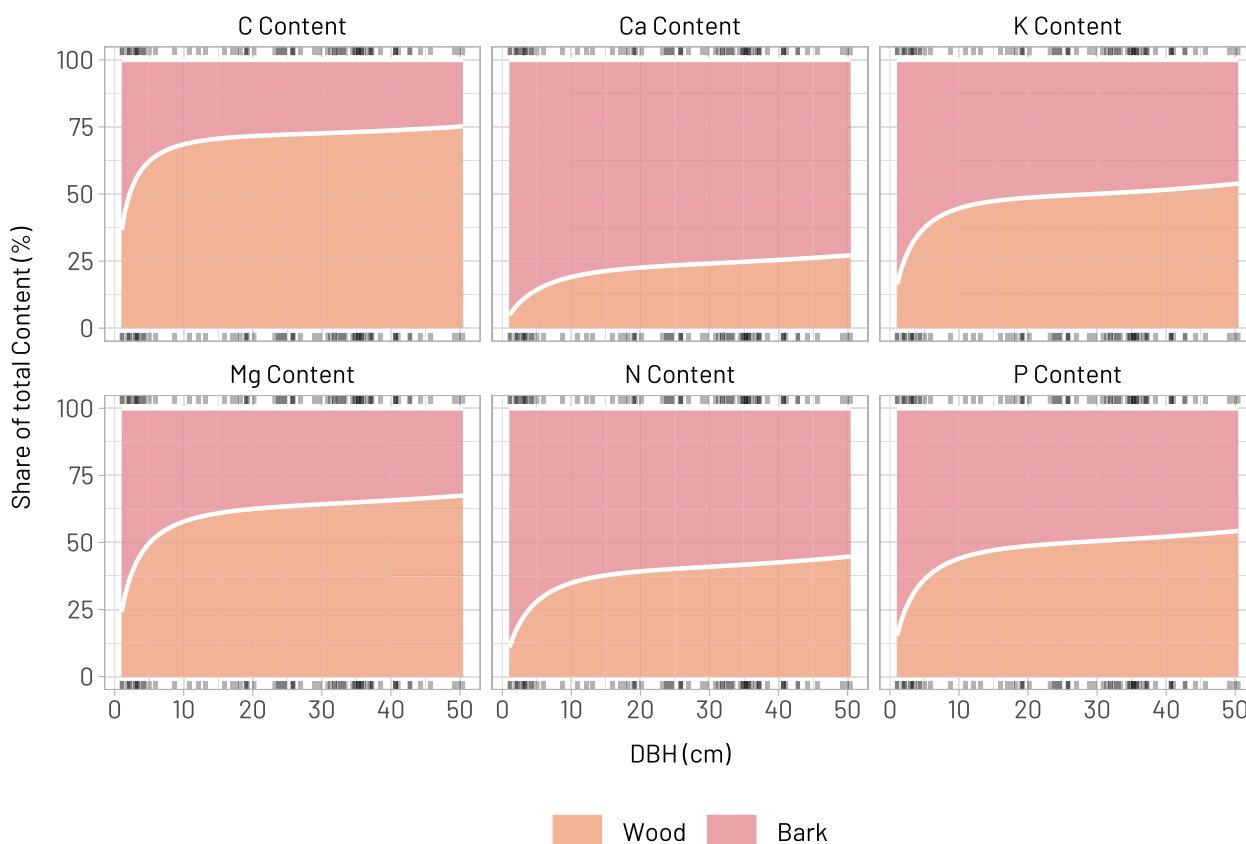 C Content Ca Content K Content
100
75
50
25
0
Share of total Content (%)
Mg Content N Content P Content
100
75
50
25
0
0 10 20 30 40 50 0 10 20 30 40 50 0 10 20 30 40 50
DBH (cm)
Wood Bark